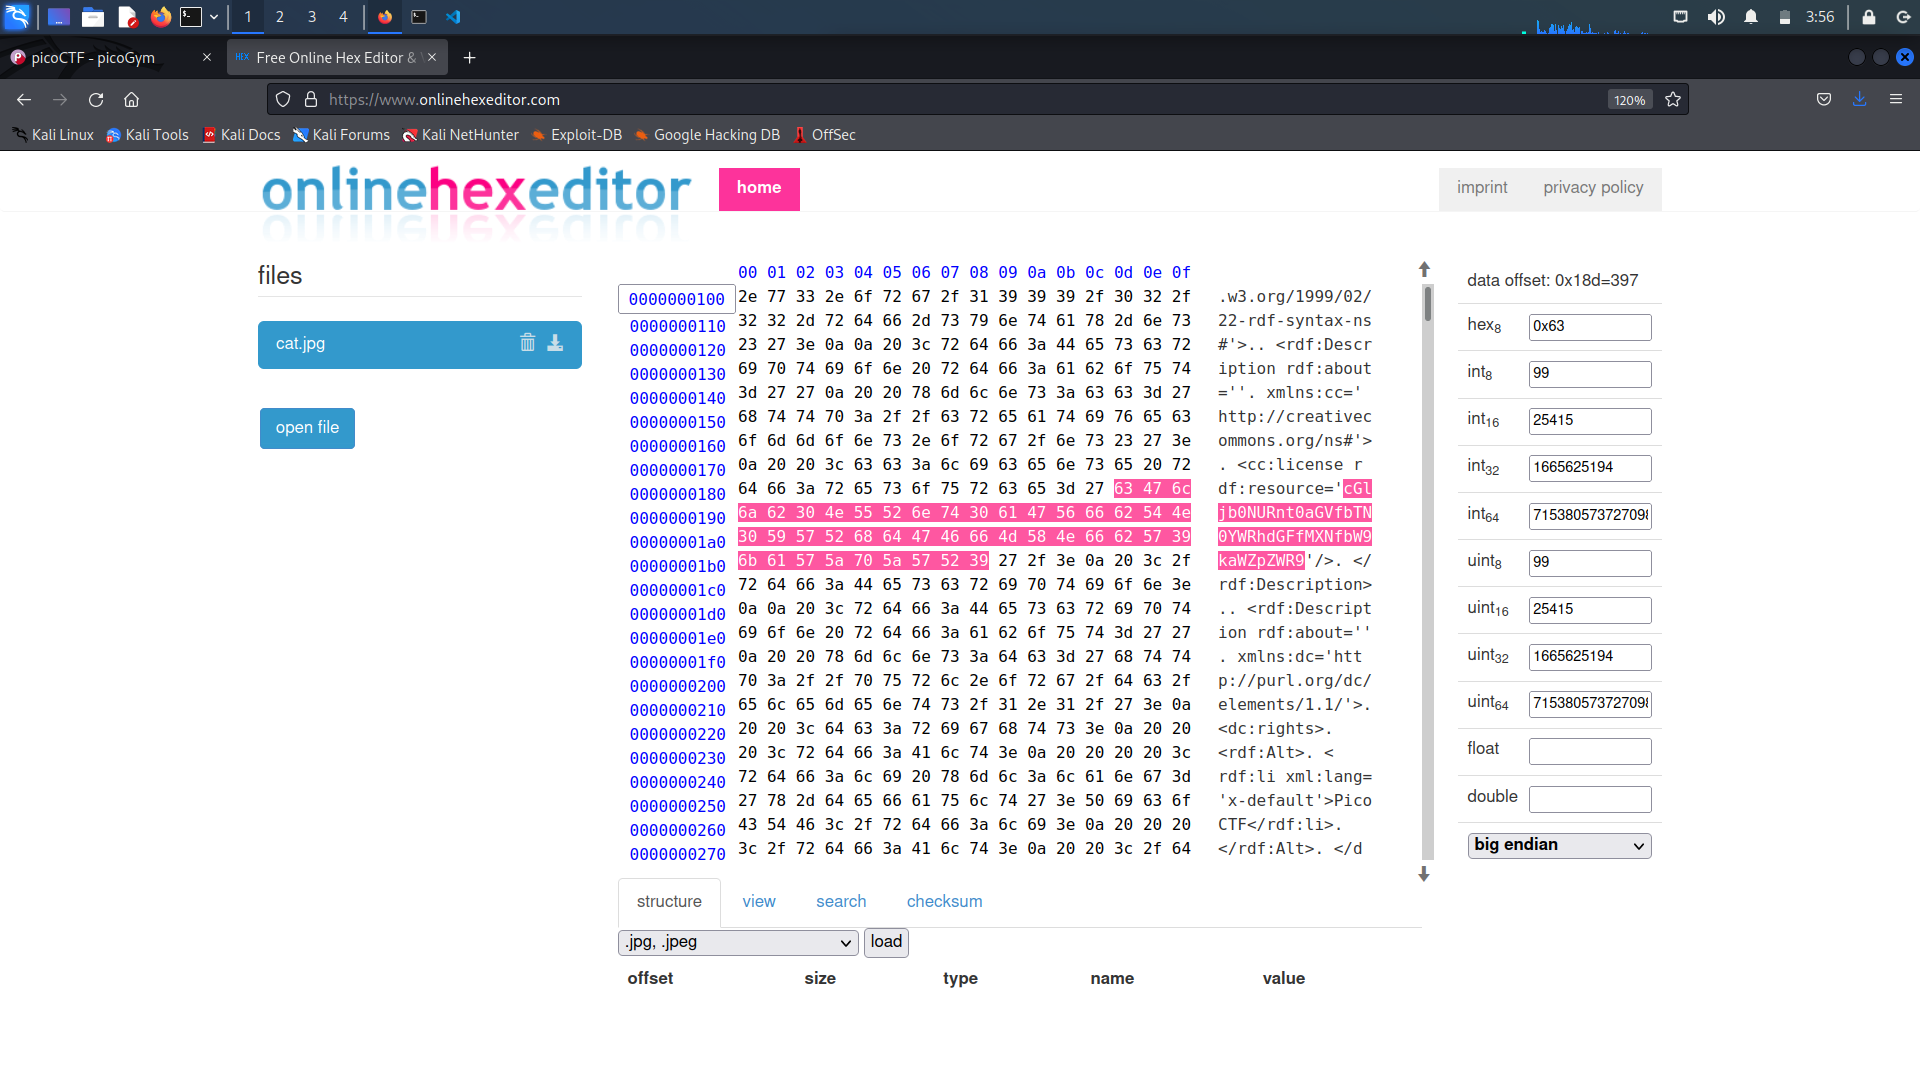 1 2 3 4 3:56
picoCTF - picoGym
HEX Free Online Hex Editor &
https://www.onlinehexeditor.com 120%
Kali Linux Kali Tools Kali Docs Kali Forums Kali NetHunter Exploit-DB Google Hacking DB OffSec
onlinehexeditor home imprint privacy policy
files
cat.jpg
open file
00 01 02 03 04 05 06 07 08 09 0a 0b 0c 0d 0e 0f
0000000100 2e 77 33 2e 6f 72 67 2f 31 39 39 39 2f 30 32 2f .w3.org/1999/02/
0000000110 32 32 2d 72 64 66 2d 73 79 6e 74 61 78 2d 6e 73 22-rdf-syntax-ns
0000000120 23 27 3e 0a 0a 20 3c 72 64 66 3a 44 65 73 63 72 #'>.. <rdf:Descr
0000000130 69 70 74 69 6f 6e 20 72 64 66 3a 61 62 6f 75 74 iption rdf:about
0000000140 3d 27 27 0a 20 20 78 6d 6c 6e 73 3a 63 63 3d 27 =''. xmlns:cc='
0000000150 68 74 74 70 3a 2f 2f 63 72 65 61 74 69 76 65 63 http://creativec
0000000160 6f 6d 6d 6f 6e 73 2e 6f 72 67 2f 6e 73 23 27 3e ommons.org/ns#'>
0000000170 0a 20 20 3c 63 63 3a 6c 69 63 65 6e 73 65 20 72 . <cc:license r
0000000180 64 66 3a 72 65 73 6f 75 72 63 65 3d 27 63 47 6c df:resource='cGl
0000000190 6a 62 30 4e 55 52 6e 74 30 61 47 56 66 62 54 4e jb0NURnt0aGVfbTN
00000001a0 30 59 57 52 68 64 47 46 66 4d 58 4e 66 62 57 39 0YWRhdGFfMXNfbW9
00000001b0 6b 61 57 5a 70 5a 57 52 39 27 2f 3e 0a 20 3c 2f kaWZpZWR9'/>. </
00000001c0 72 64 66 3a 44 65 73 63 72 69 70 74 69 6f 6e 3e rdf:Description>
00000001d0 0a 0a 20 3c 72 64 66 3a 44 65 73 63 72 69 70 74 .. <rdf:Descript
00000001e0 69 6f 6e 20 72 64 66 3a 61 62 6f 75 74 3d 27 27 ion rdf:about=''
00000001f0 0a 20 20 78 6d 6c 6e 73 3a 64 63 3d 27 68 74 74 . xmlns:dc='htt
0000000200 70 3a 2f 2f 70 75 72 6c 2e 6f 72 67 2f 64 63 2f p://purl.org/dc/
0000000210 65 6c 65 6d 65 6e 74 73 2f 31 2e 31 2f 27 3e 0a elements/1.1/'>.
0000000220 20 20 3c 64 63 3a 72 69 67 68 74 73 3e 0a 20 20 <dc:rights>.
0000000230 20 3c 72 64 66 3a 41 6c 74 3e 0a 20 20 20 20 3c <rdf:Alt>. <
0000000240 72 64 66 3a 6c 69 20 78 6d 6c 3a 6c 61 6e 67 3d rdf:li xml:lang=
0000000250 27 78 2d 64 65 66 61 75 6c 74 27 3e 50 69 63 6f 'x-default'>Pico
0000000260 43 54 46 3c 2f 72 64 66 3a 6c 69 3e 0a 20 20 20 CTF</rdf:li>.
0000000270 3c 2f 72 64 66 3a 41 6c 74 3e 0a 20 20 3c 2f 64 </rdf:Alt>. </d
data offset: 0x18d=397
hex8 0x63
int8 99
int16 25415
int32 1665625194
int64 715380573727098
uint8 99
uint16 25415
uint32 1665625194
uint64 715380573727098
float
double
big endian
structure view search checksum
.jpg, .jpeg load
offset size type name value